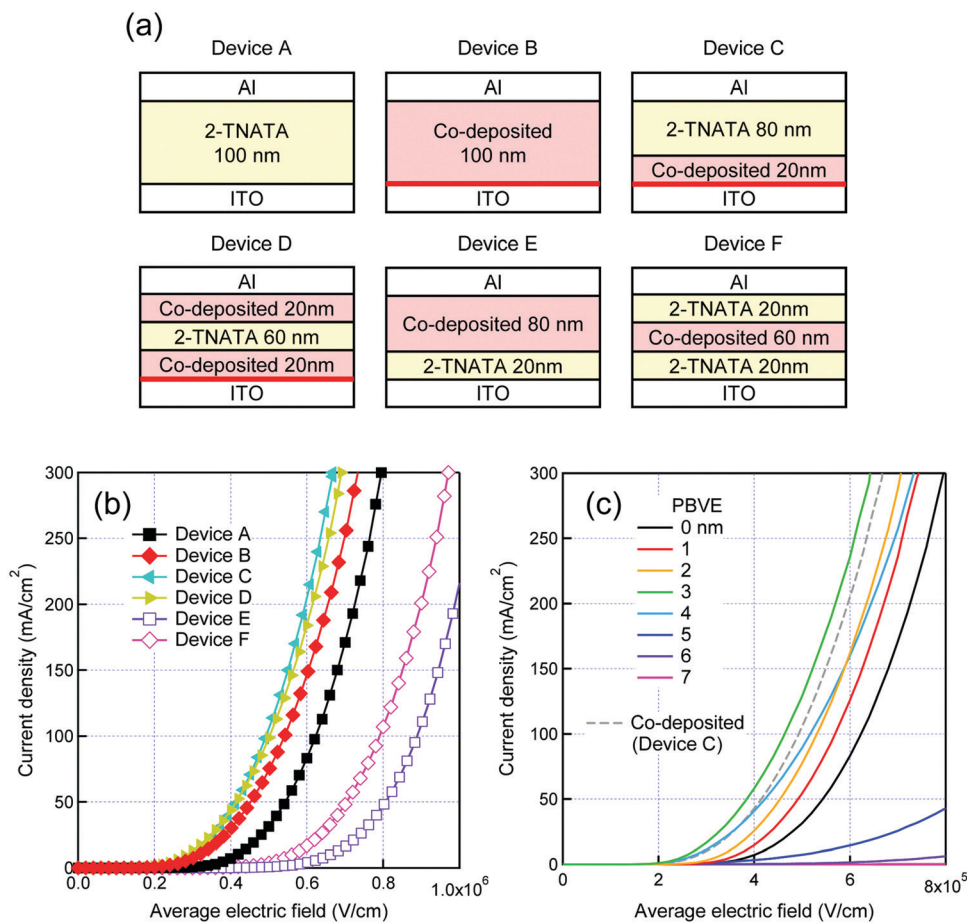 (a)
Device A
Device B
Device C
Al
Al
Al
2-TNATA
100 nm
Co-deposited
100 nm
2-TNATA 80 nm
Co-deposited 20nm
ITO
ITO
ITO
Device D
Device E
Device F
Al
Al
Al
Co-deposited 20nm
2-TNATA 60 nm
Co-deposited 20nm
Co-deposited 80 nm
2-TNATA 20nm
2-TNATA 20nm
Co-deposited 60 nm
2-TNATA 20nm
ITO
ITO
ITO
(b)
Current density (mA/cm²)
300
250
200
150
100
50
0
Device A
Device B
Device C
Device D
Device E
Device F
0.0 0.2 0.4 0.6 0.8 1.0x10⁶
Average electric field (V/cm)
(c)
Current density (mA/cm²)
300
250
200
150
100
50
0
PBVE
0 nm
1
2
3
4
5
6
7
Co-deposited
(Device C)
0 2 4 6 8x10⁵
Average electric field (V/cm)